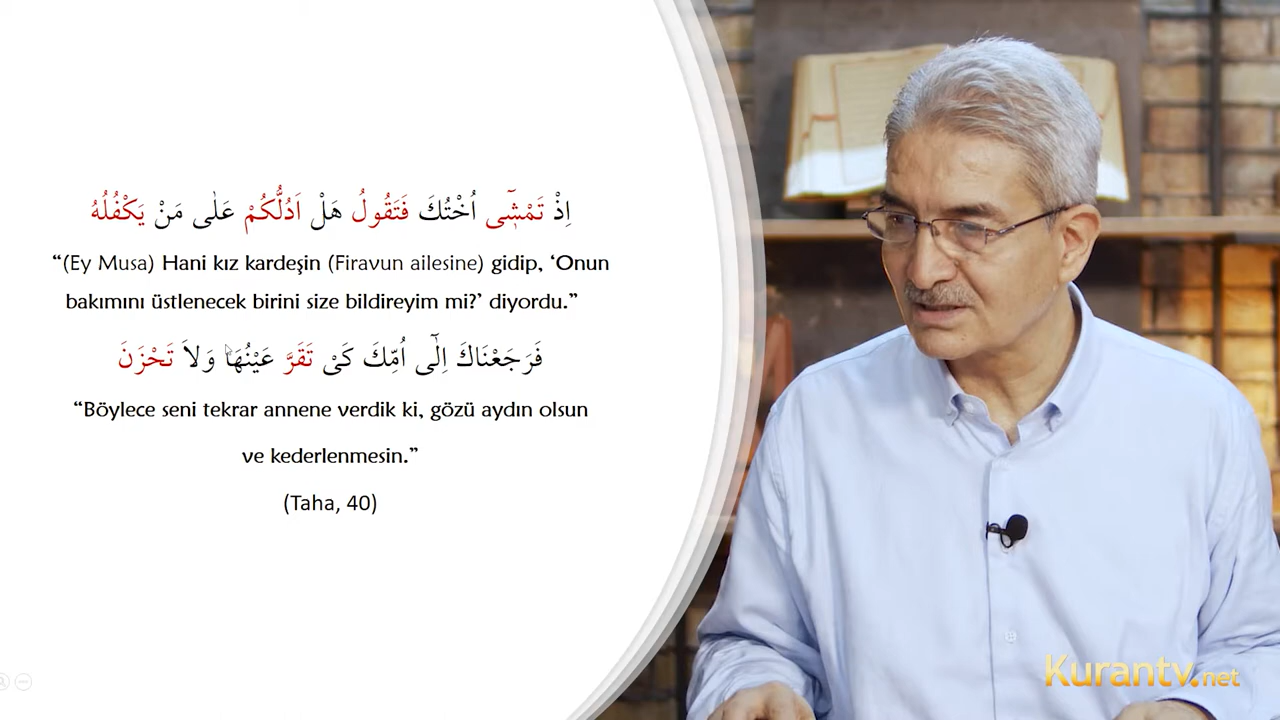 اِذْ تَمْشٖٓى اُخْتُكَ فَتَقُولُ هَلْ اَدُلُّكُمْ عَلٰى مَنْ يَكْفُلُهُ
“(Ey Musa) Hani kız kardeşin (Firavun ailesine) gidip, ‘Onun
bakımını üstlenecek birini size bildireyim mi?’ diyordu.”
فَرَجَعْنَاكَ اِلٰٓى اُمِّكَ كَىْ تَقَرَّ عَيْنُهَا وَلاَ تَحْزَنَ
“Böylece seni tekrar annene verdik ki, gözü aydın olsun
ve kederlenmesin.”
(Taha, 40)
Kurantv.net